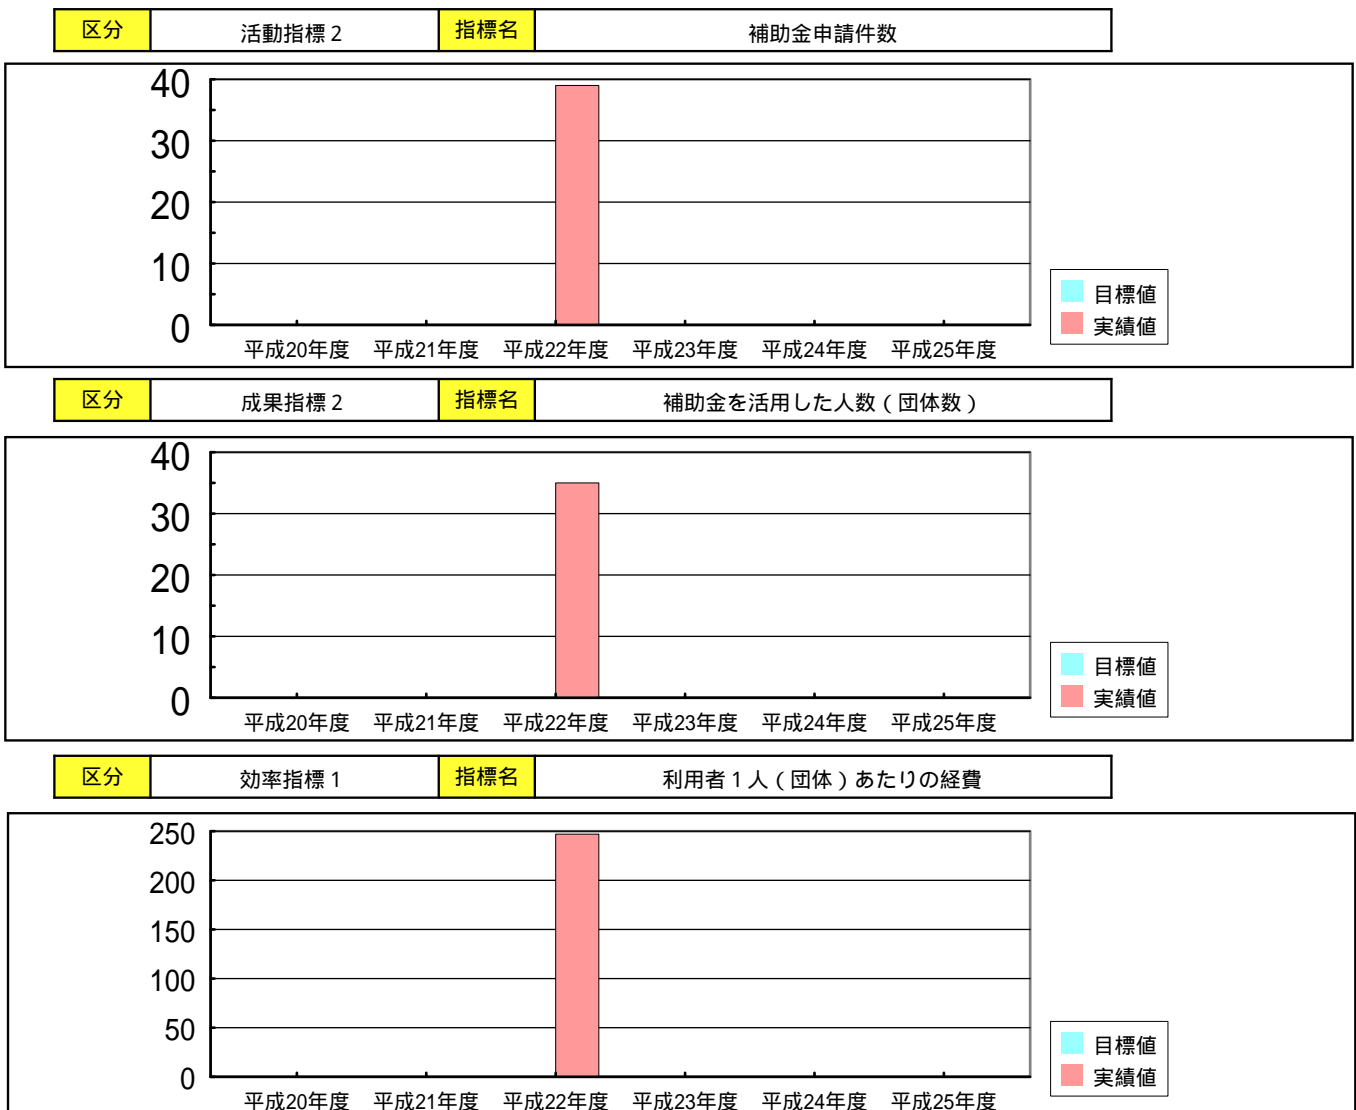 区分 活動指標２ 指標名 補助金申請件数
40
30
20
10
0
平成20年度 平成21年度 平成22年度 平成23年度 平成24年度 平成25年度
目標値
実績値
区分 成果指標２ 指標名 補助金を活用した人数（団体数）
40
30
20
10
0
平成20年度 平成21年度 平成22年度 平成23年度 平成24年度 平成25年度
目標値
実績値
区分 効率指標１ 指標名 利用者１人（団体）あたりの経費
250
200
150
100
50
0
平成20年度 平成21年度 平成22年度 平成23年度 平成24年度 平成25年度
目標値
実績値